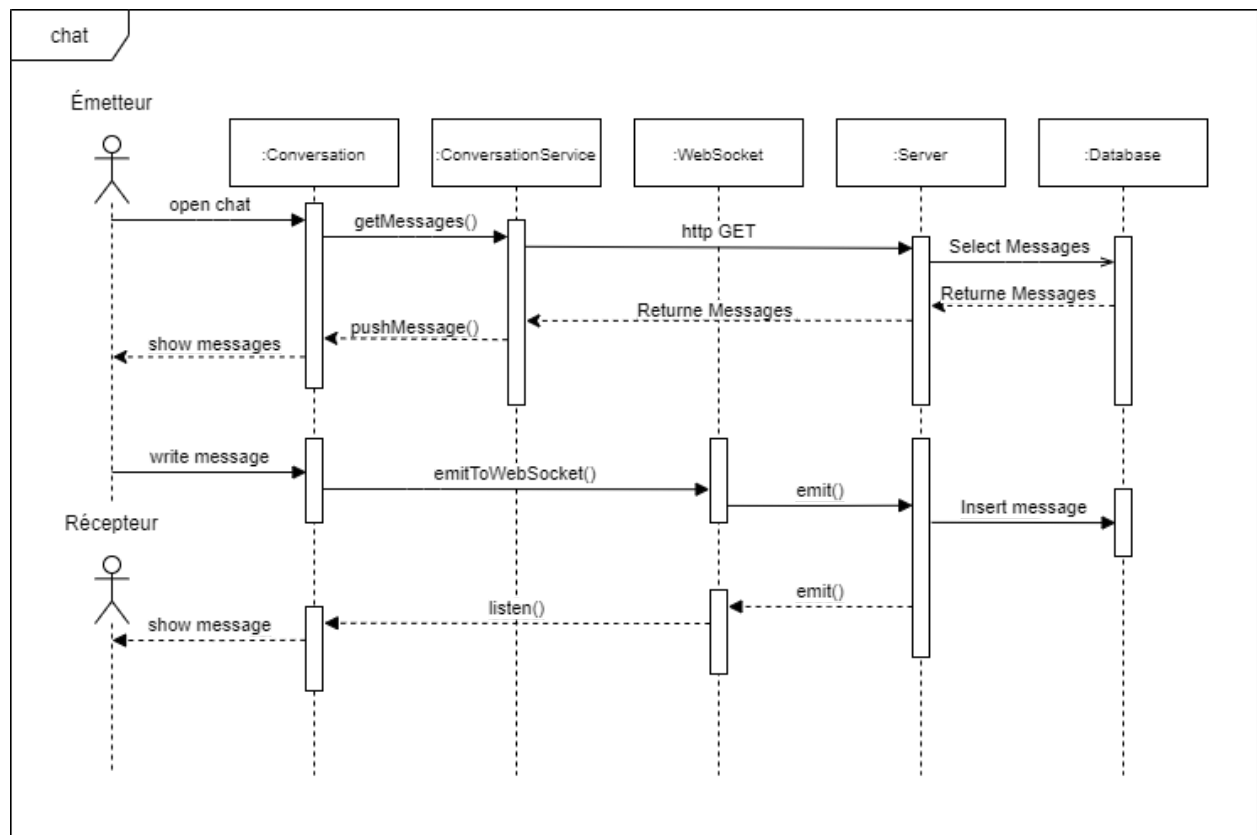 chat
Émetteur
:Conversation
:ConversationService
:WebSocket
:Server
:Database
open chat
getMessages()
http GET
Select Messages
Returne Messages
Returne Messages
pushMessage()
show messages
write message
emitToWebSocket()
emit()
Insert message
Récepteur
emit()
listen()
show message